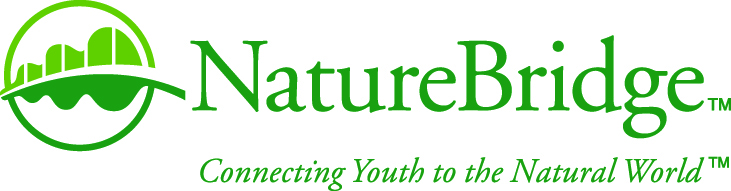 NatureBridge™
Connecting Youth to the Natural World™